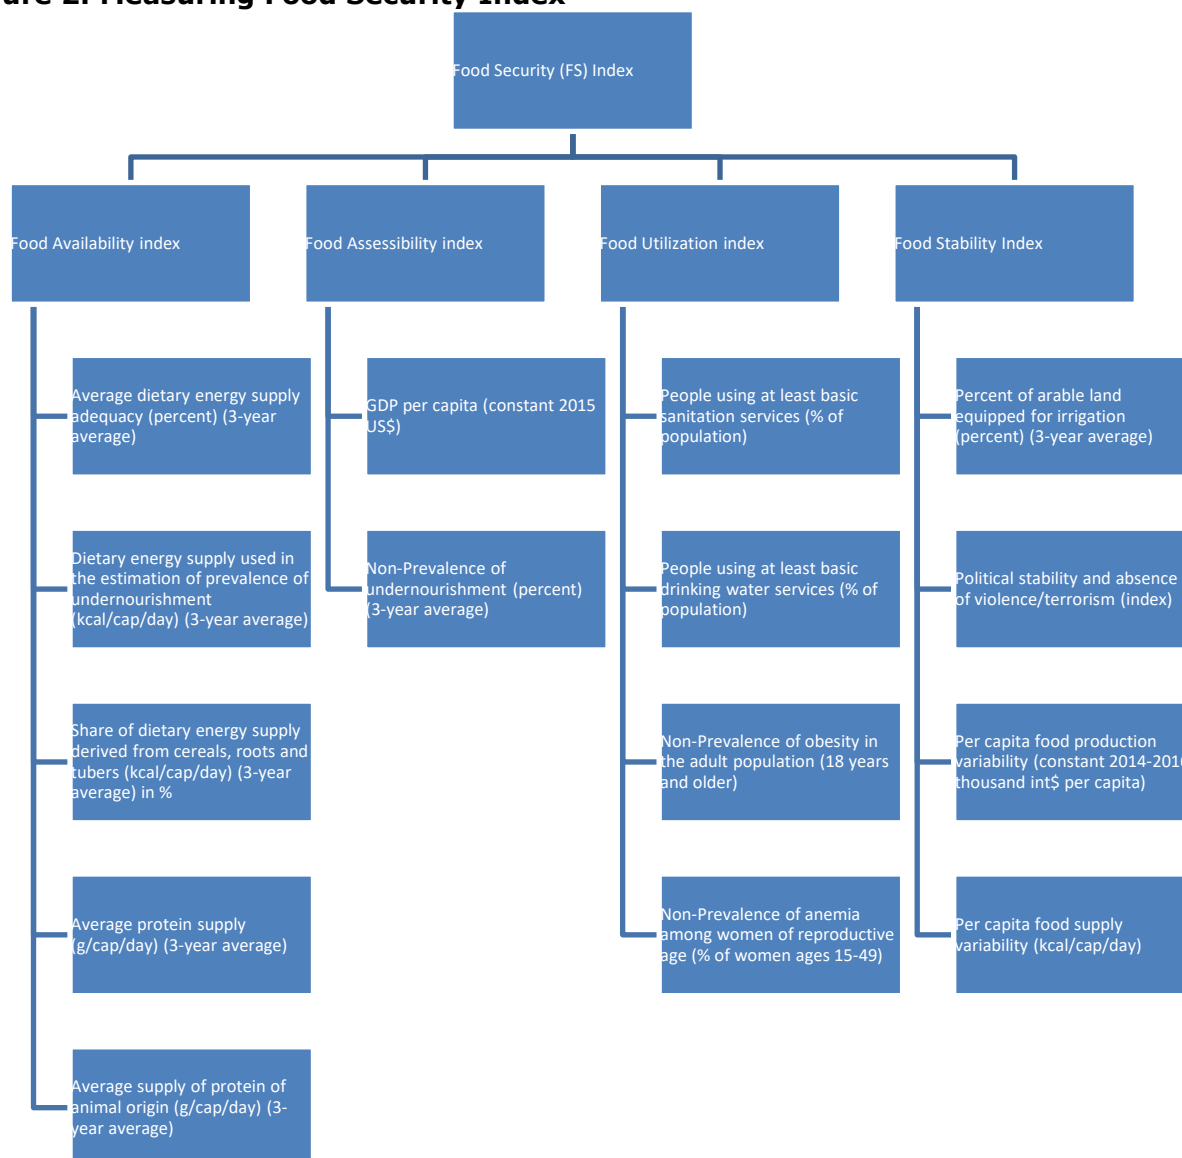 ure 2. Measuring Food Security Index
Food Security (FS) Index
Food Availability index
Average dietary energy supply
adequacy (percent) (3-year
average)
Dietary energy supply used in
the estimation of prevalence of
undernourishment
(kcal/cap/day) (3-year average)
Share of dietary energy supply
derived from cereals, roots and
tubers (kcal/cap/day) (3-year
average) in %
Average protein supply
(g/cap/day) (3-year average)
Average supply of protein of
animal origin (g/cap/day) (3-
year average)
Food Assessibility index
GDP per capita (constant 2015
US$)
Non-Prevalence of
undernourishment (percent)
(3-year average)
Food Utilization index
People using at least basic
sanitation services (% of
population)
People using at least basic
drinking water services (% of
population)
Non-Prevalence of obesity in
the adult population (18 years
and older)
Non-Prevalence of anemia
among women of reproductive
age (% of women ages 15-49)
Food Stability Index
Percent of arable land
equipped for irrigation
(percent) (3-year average)
Political stability and absence
of violence/terrorism (index)
Per capita food production
variability (constant 2014-2016
thousand int$ per capita)
Per capita food supply
variability (kcal/cap/day)